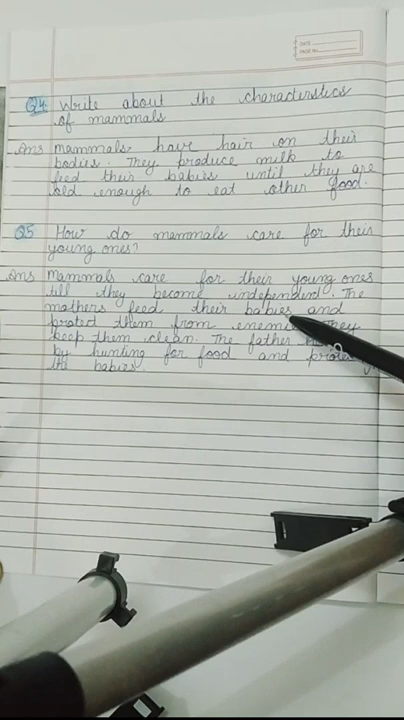 DATE
PAGE No.
Q4 Write about the characteristics
of mammals
Ans mammals have hair on their
bodies. They produce milk to
feed their babies until they are
old enough to eat other food.
Q5 How do mammals care for their
young ones?
Ans Mammals care for their young ones
till they become independent. The
mothers feed their babies and
protect them from They
keep them clean. The father
by hunting for food and
the babies